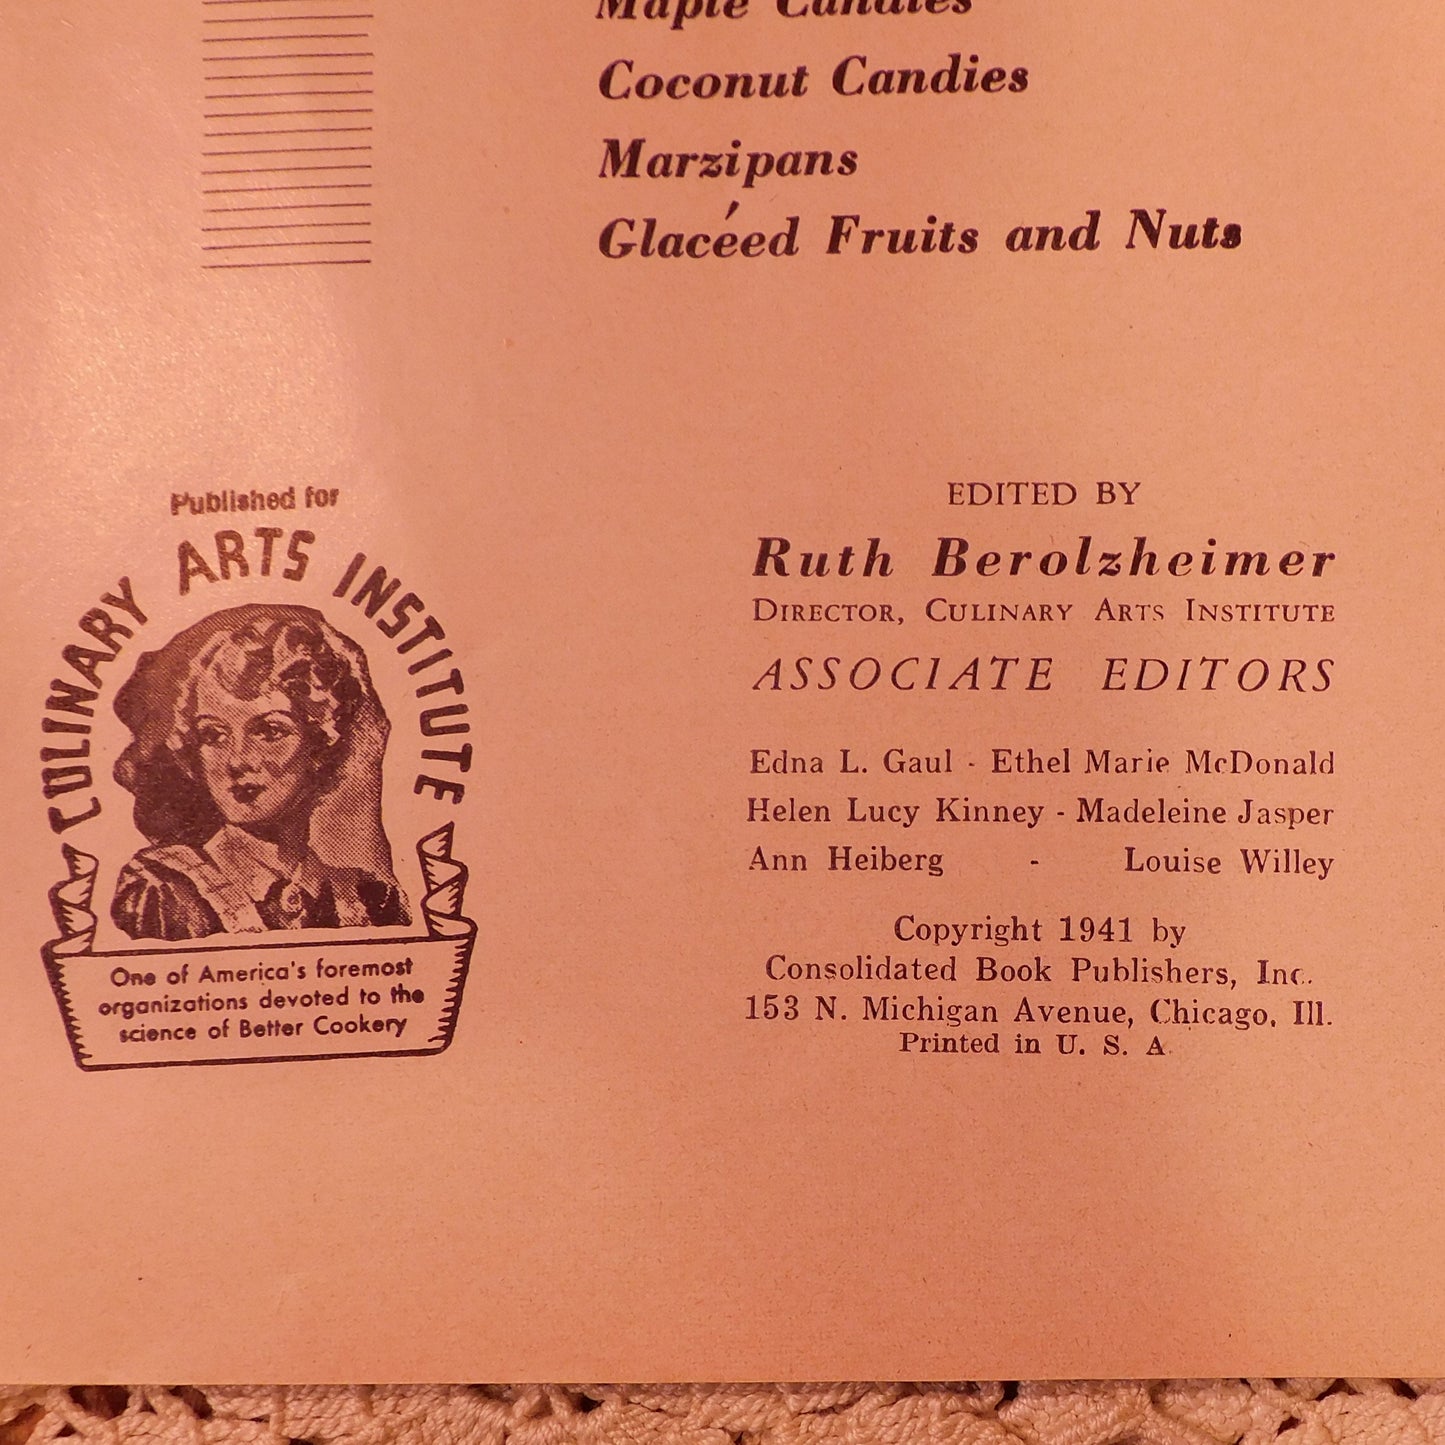 Maple Candies
Coconut Candies
Marzipans
Glacéed Fruits and Nuts
Published for
CULINARY ARTS INSTITUTE
One of America's foremost
organizations devoted to the
science of Better Cookery
EDITED BY
Ruth Berolzheimer
DIRECTOR, CULINARY ARTS INSTITUTE
ASSOCIATE EDITORS
Edna L. Gaul - Ethel Marie McDonald
Helen Lucy Kinney - Madeleine Jasper
Ann Heiberg - Louise Willey
Copyright 1941 by
Consolidated Book Publishers, Inc.
153 N. Michigan Avenue, Chicago, Ill.
Printed in U. S. A.